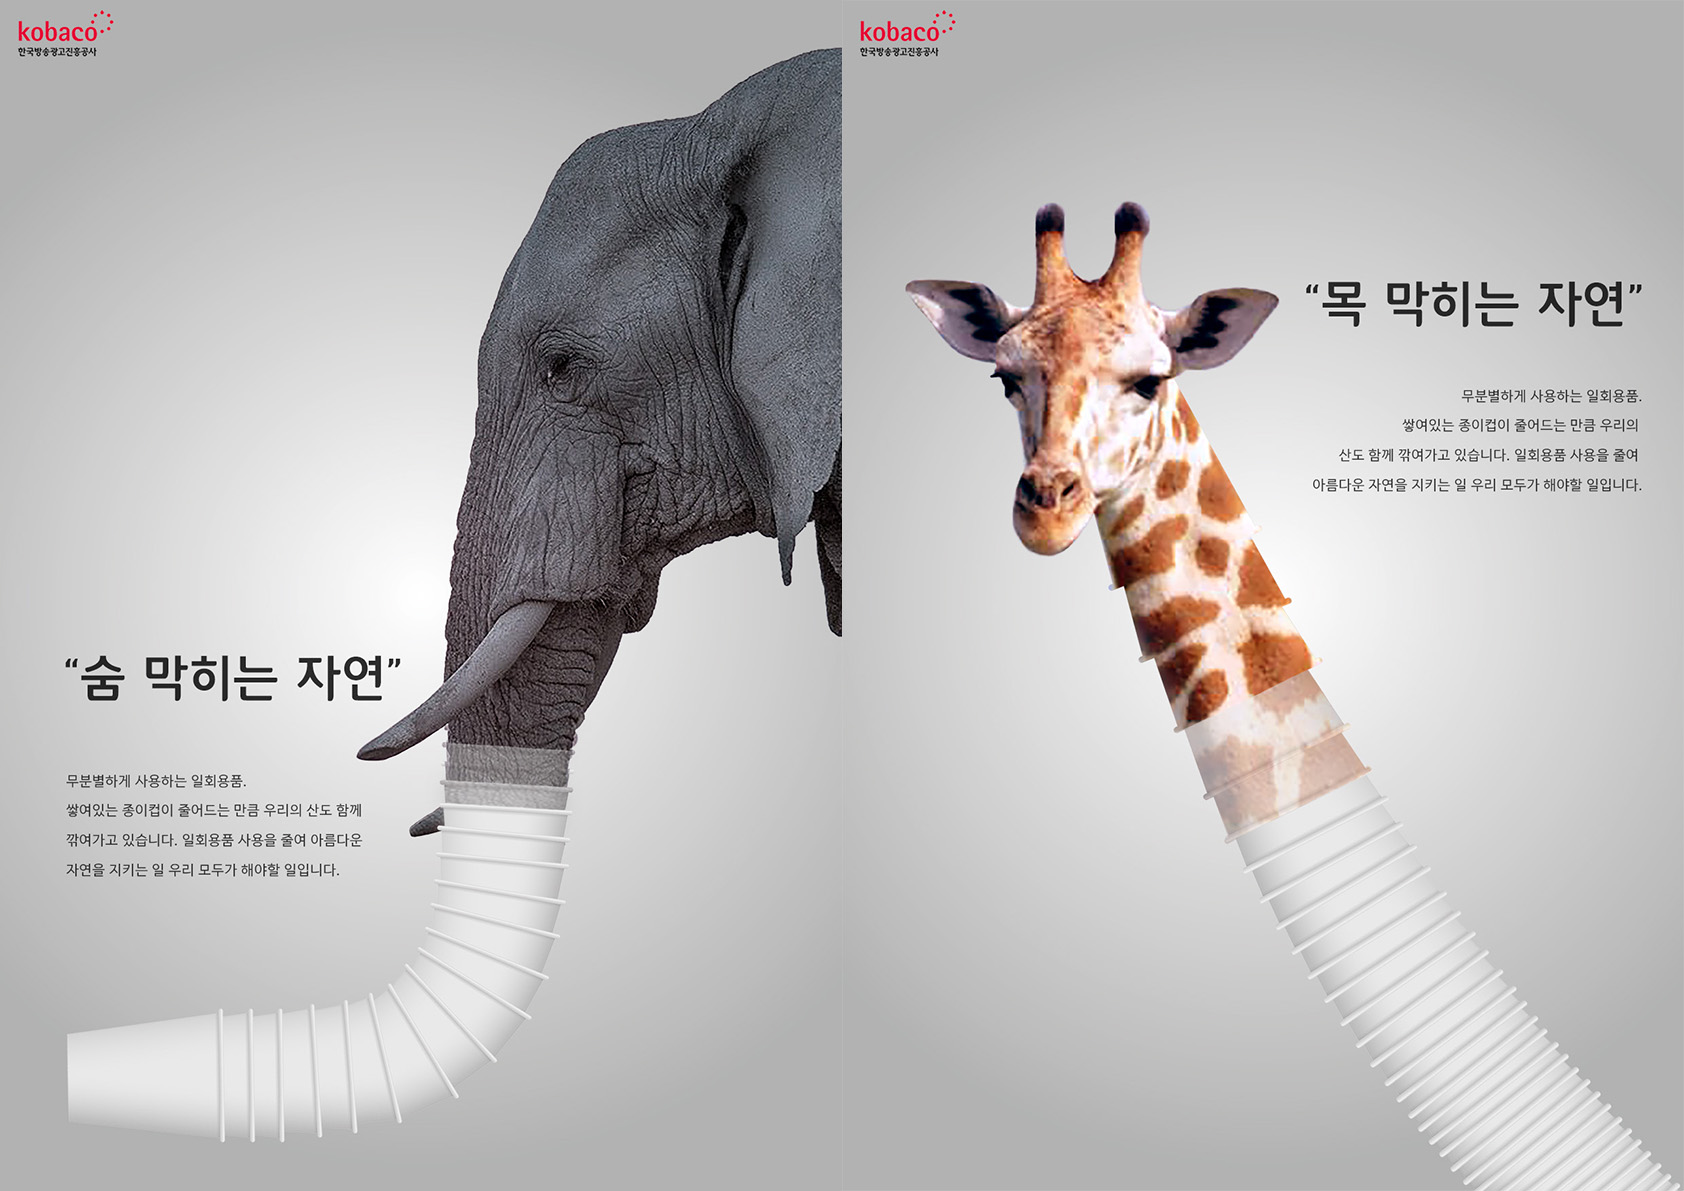 kobaco
한국방송광고진흥공사
“숨 막히는 자연”
무분별하게 사용하는 일회용품.
쌓여있는 종이컵이 줄어드는 만큼 우리의 산도 함께
깎여가고 있습니다. 일회용품 사용을 줄여 아름다운
자연을 지키는 일 우리 모두가 해야할 일입니다.
kobaco
한국방송광고진흥공사
“목 막히는 자연”
무분별하게 사용하는 일회용품.
쌓여있는 종이컵이 줄어드는 만큼 우리의
산도 함께 깎여가고 있습니다. 일회용품 사용을 줄여
아름다운 자연을 지키는 일 우리 모두가 해야할 일입니다.